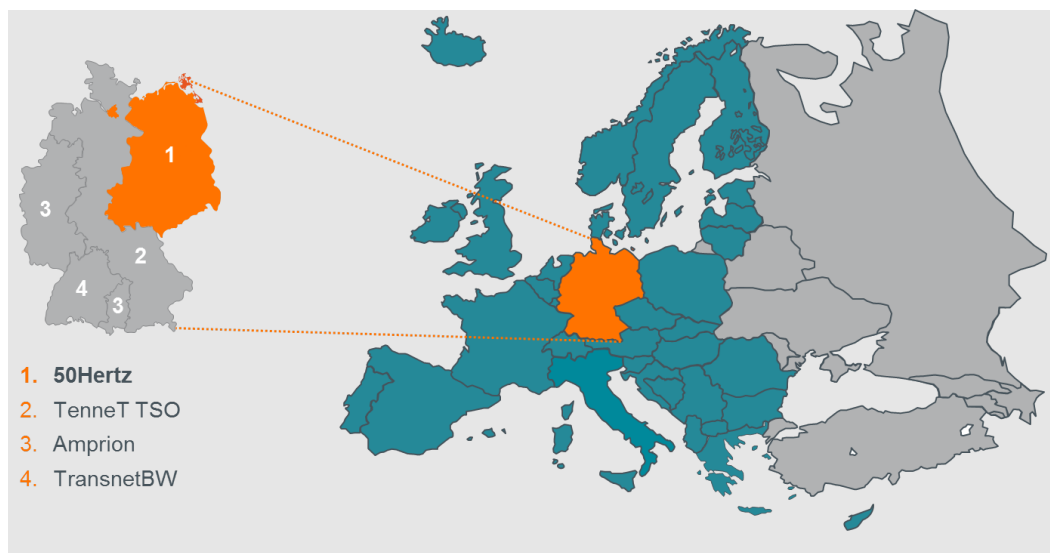 1
3
2
4
3
1. 50Hertz
2. TenneT TSO
3. Amprion
4. TransnetBW